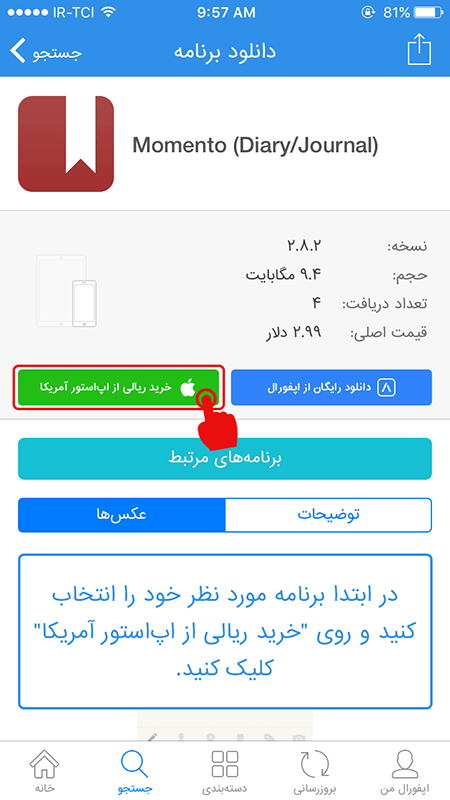 IR-TCI 9:57 AM 81%
جستجو دانلود برنامه
Momento (Diary/Journal)
نسخه: ۲.۸.۲
حجم: ۹.۴ مگابایت
تعداد دریافت: ۴
قیمت اصلی: ۲.۹۹ دلار
دانلود رایگان از اپفورال
خرید ریالی از اپ‌استور آمریکا
برنامه‌های مرتبط
توضیحات
عکس‌ها
در ابتدا برنامه مورد نظر خود را انتخاب
کنید و روی "خرید ریالی از اپ‌استور آمریکا"
کلیک کنید.
اپفورال من بروزرسانی دسته‌بندی جستجو خانه